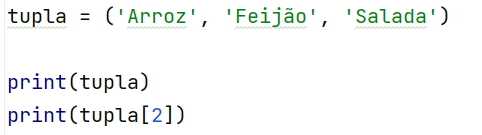 tupla = ('Arroz', 'Feijão', 'Salada')
print(tupla)
print(tupla[2])